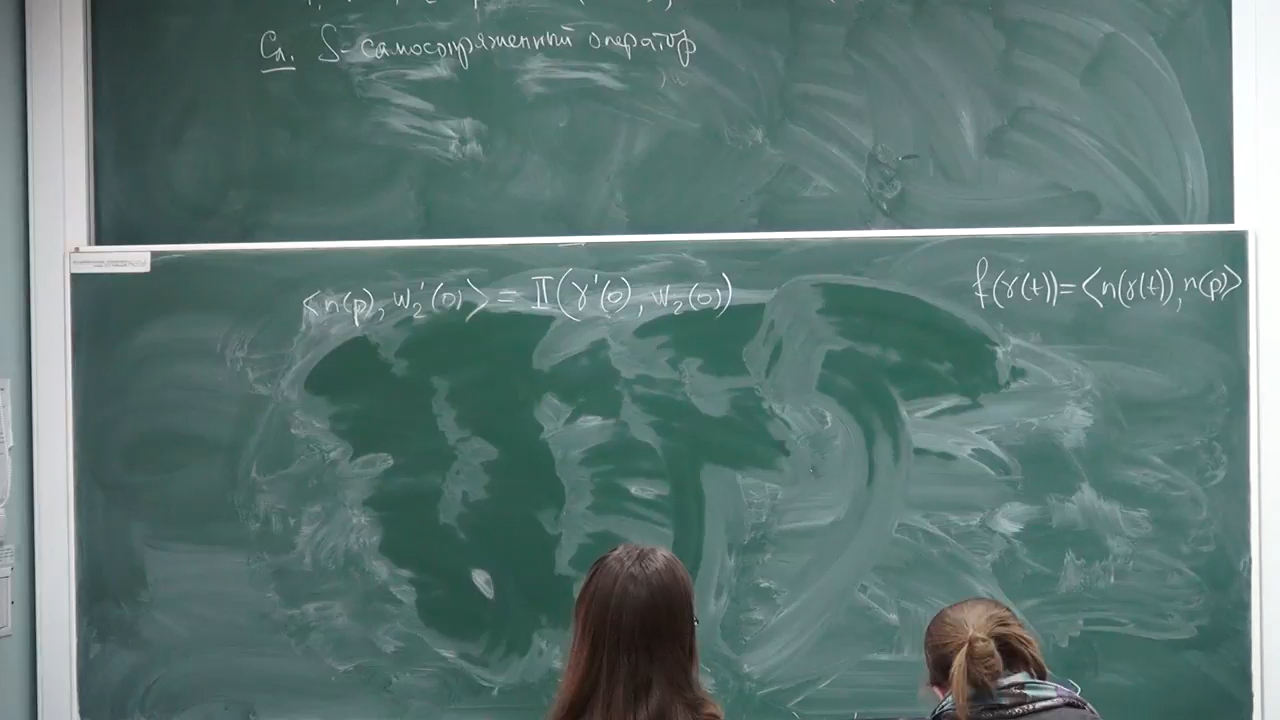 Сл. S - самосопряженный оператор
<n(p), w₂'(0)> = II(γ'(0), w₂(0))
f(γ(t)) = <n(γ(t)), n(p)>